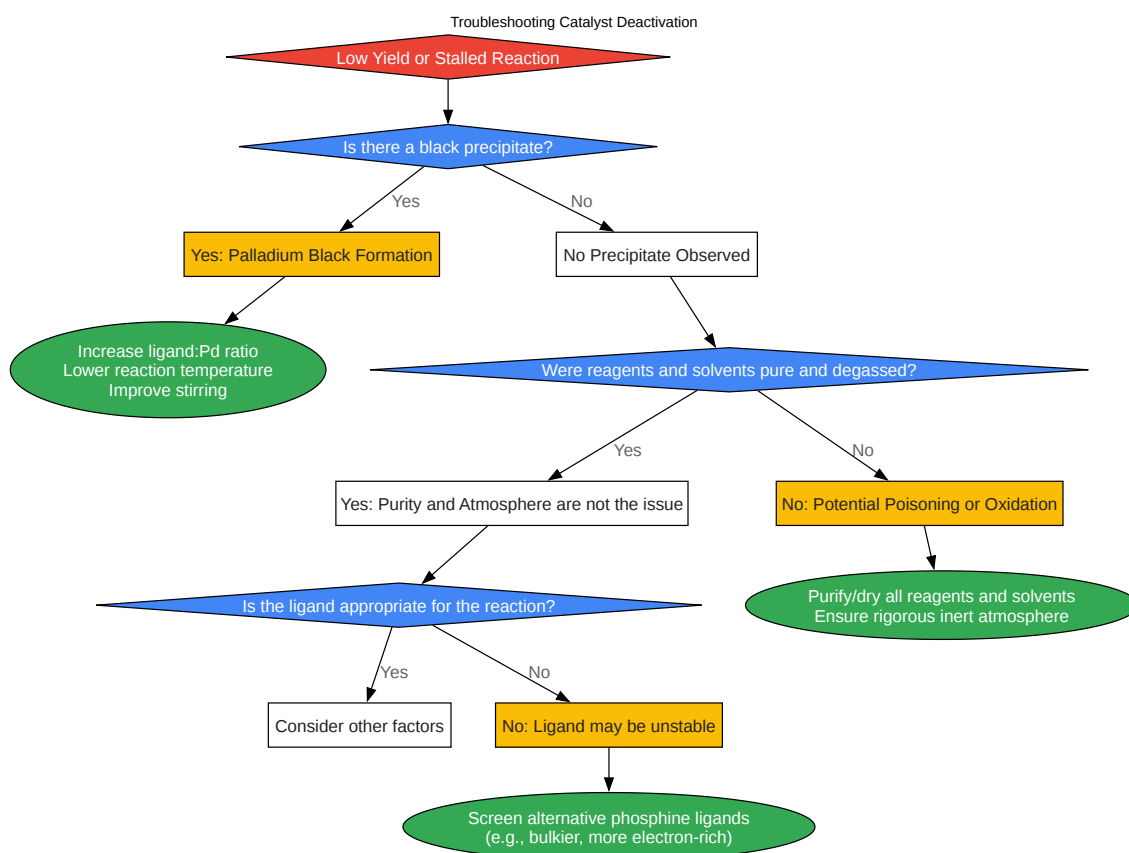 Troubleshooting Catalyst Deactivation
Low Yield or Stalled Reaction
Is there a black precipitate?
Yes
No
Yes: Palladium Black Formation
No Precipitate Observed
Increase ligand:Pd ratio
Lower reaction temperature
Improve stirring
Were reagents and solvents pure and degassed?
Yes
No
Yes: Purity and Atmosphere are not the issue
No: Potential Poisoning or Oxidation
Is the ligand appropriate for the reaction?
Purify/dry all reagents and solvents
Ensure rigorous inert atmosphere
Yes
No
Consider other factors
No: Ligand may be unstable
Screen alternative phosphine ligands
(e.g., bulkier, more electron-rich)